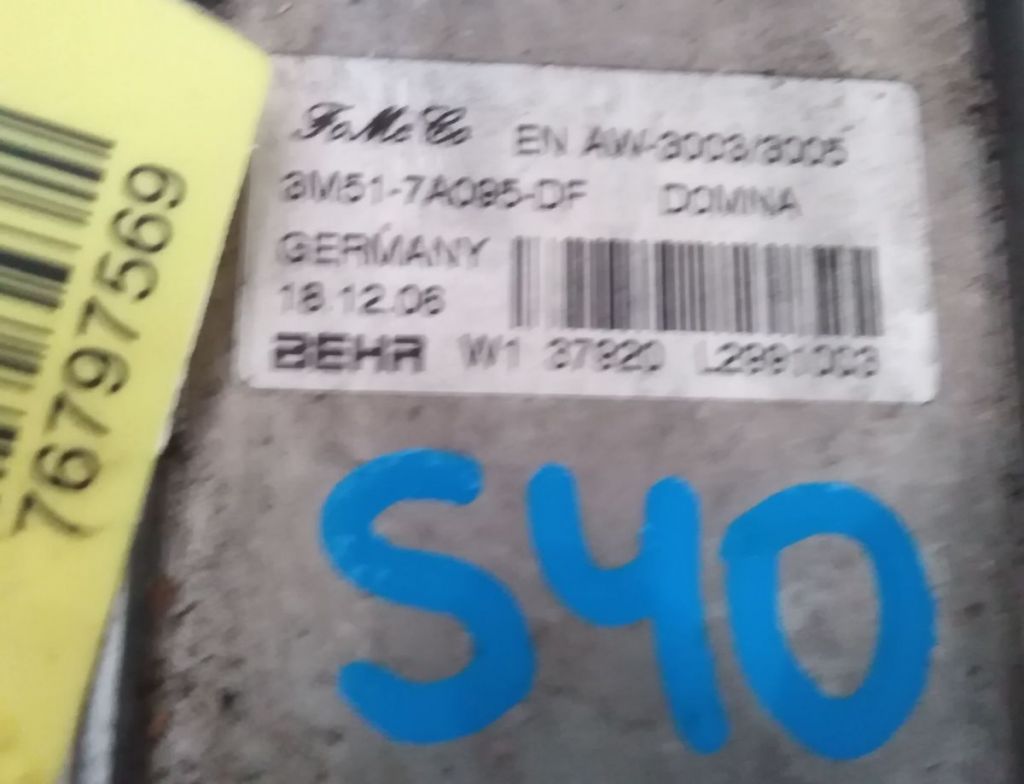 FoMoCo EN AW-3003/3005
3M51-7A095-DF DOMINA
GERMANY
18.12.06
BEHR W1 37820 L2991003
S40
76797569